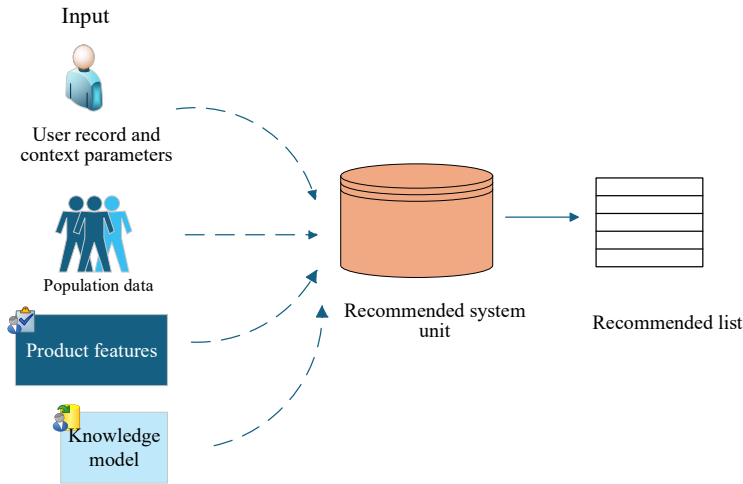 Input
User record and
context parameters
Population data
Product features
Knowledge
model
Recommended system
unit
Recommended list